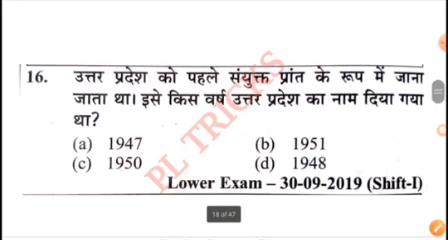 16. उत्तर प्रदेश को पहले संयुक्त प्रांत के रूप में जाना
जाता था। इसे किस वर्ष उत्तर प्रदेश का नाम दिया गया
था?
(a) 1947 (b) 1951
(c) 1950 (d) 1948
Lower Exam – 30-09-2019 (Shift-I)
PL TRICKS
18 of 47